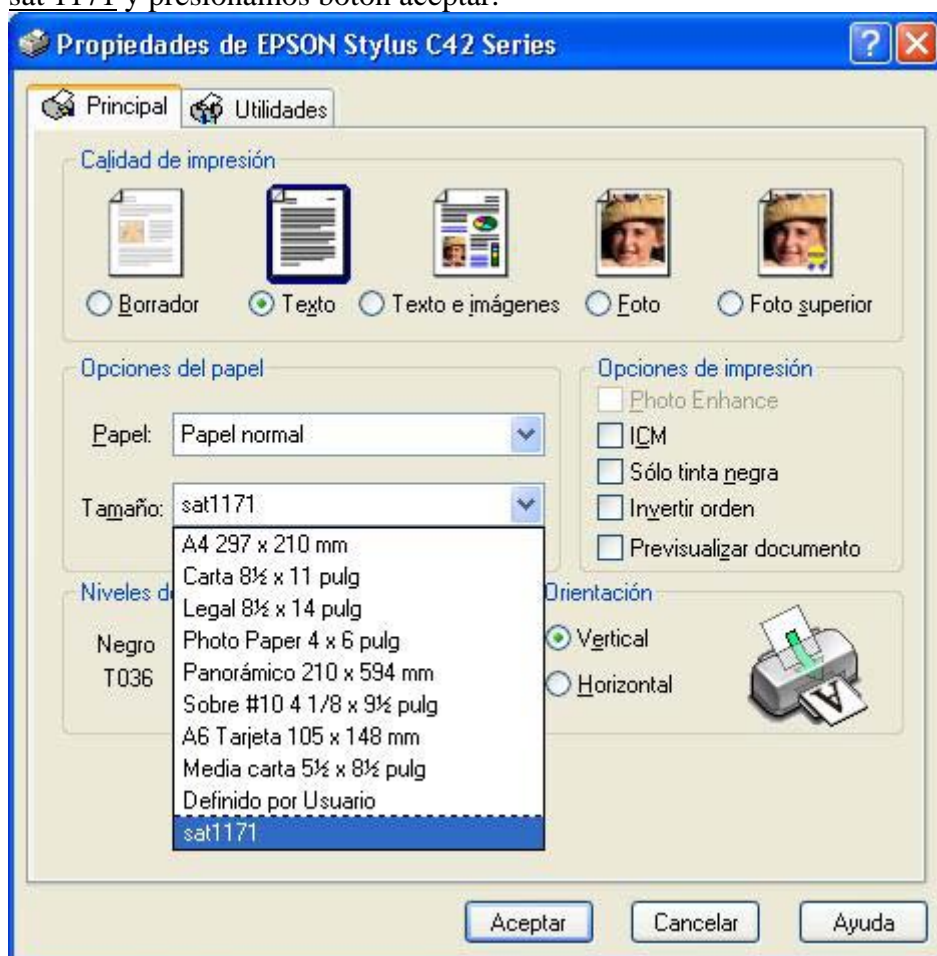 sat 1171 y presionamos botón aceptar.
Propiedades de EPSON Stylus C42 Series
Principal Utilidades
Calidad de impresión
Borrador Texto Texto e imágenes Foto Foto superior
Opciones del papel
Papel: Papel normal
Tamaño: sat1171
A4 297 x 210 mm
Carta 8½ x 11 pulg
Legal 8½ x 14 pulg
Photo Paper 4 x 6 pulg
Panorámico 210 x 594 mm
Sobre #10 4 1/8 x 9½ pulg
A6 Tarjeta 105 x 148 mm
Media carta 5½ x 8½ pulg
Definido por Usuario
sat1171
Opciones de impresión
Photo Enhance
ICM
Sólo tinta negra
Invertir orden
Previsualizar documento
Niveles d
Negro
T036
Orientación
Vertical
Horizontal
A
Aceptar Cancelar Ayuda